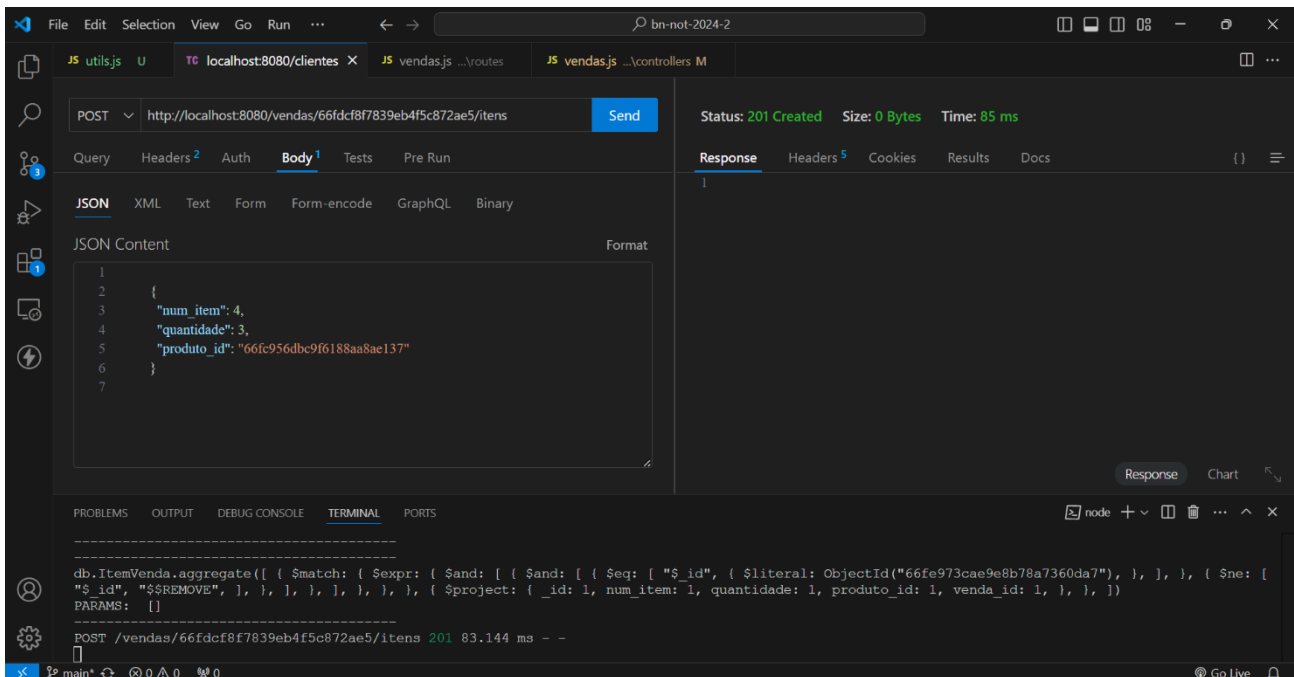 File Edit Selection View Go Run ··· ← → bn-not-2024-2
JS utils.js U TC localhost:8080/clientes × JS vendas.js ...\routes JS vendas.js ...\controllers M ···
POST http://localhost:8080/vendas/66fdcf8f7839eb4f5c872ae5/itens Send
Status: 201 Created Size: 0 Bytes Time: 85 ms
Query Headers 2 Auth Body 1 Tests Pre Run
Response Headers 5 Cookies Results Docs {}
1
JSON XML Text Form Form-encode GraphQL Binary
JSON Content Format
1
2 {
3 "num_item": 4,
4 "quantidade": 3,
5 "produto_id": "66fc956dbc9f6188aa8ae137"
6 }
7
Response Chart
3
1
PROBLEMS OUTPUT DEBUG CONSOLE TERMINAL PORTS node + ···
----------------------------------------
----------------------------------------
db.ItemVenda.aggregate([ { $match: { $expr: { $and: [ { $and: [ { $eq: [ "$_id", { $literal: ObjectId("66fe973cae9e8b78a7360da7"), }, ], }, { $ne: [
"$_id", "$$REMOVE", ], }, ], }, ], }, }, }, { $project: { _id: 1, num_item: 1, quantidade: 1, produto_id: 1, venda_id: 1, }, }, ])
PARAMS: []
----------------------------------------
POST /vendas/66fdcf8f7839eb4f5c872ae5/itens 201 83.144 ms - -
main* 0 0 0 Go Live